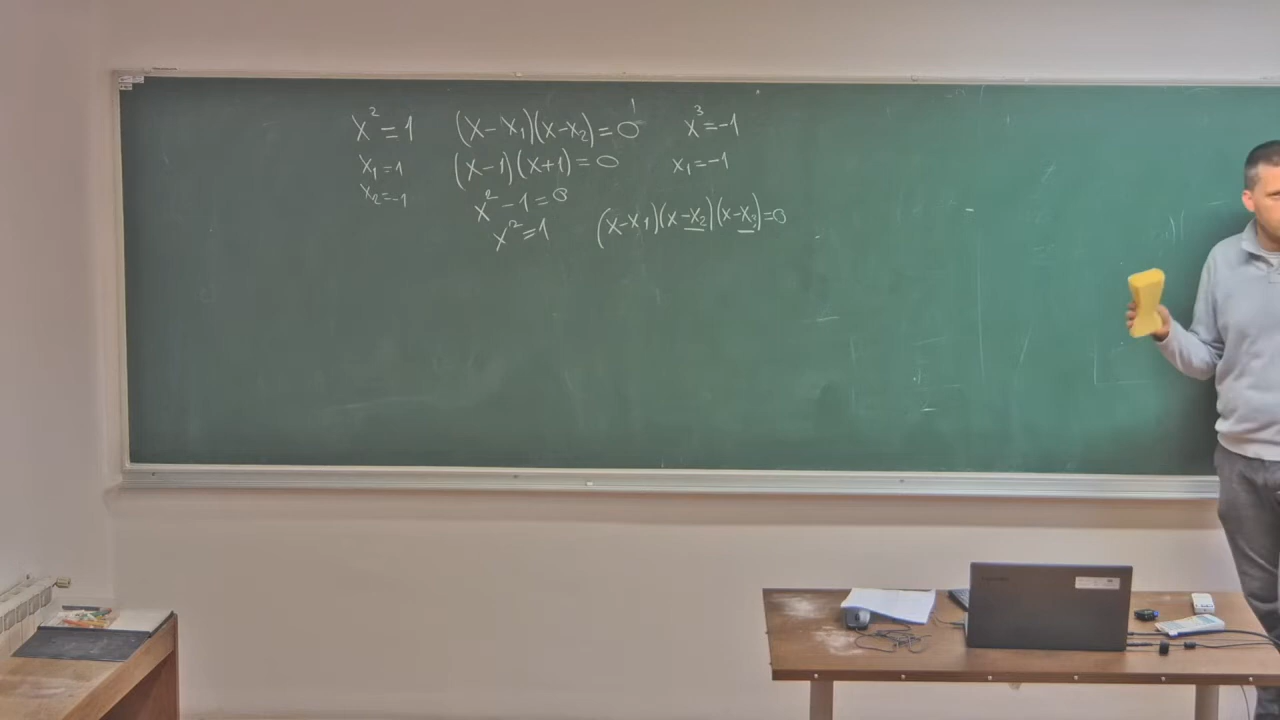 x² = 1
x₁ = 1
x₂ = -1
(x - x₁)(x - x₂) = 0
(x - 1)(x + 1) = 0
x² - 1 = 0
x² = 1
x³ = -1
x₁ = -1
(x - x₁)(x - x₂)(x - x₃) = 0